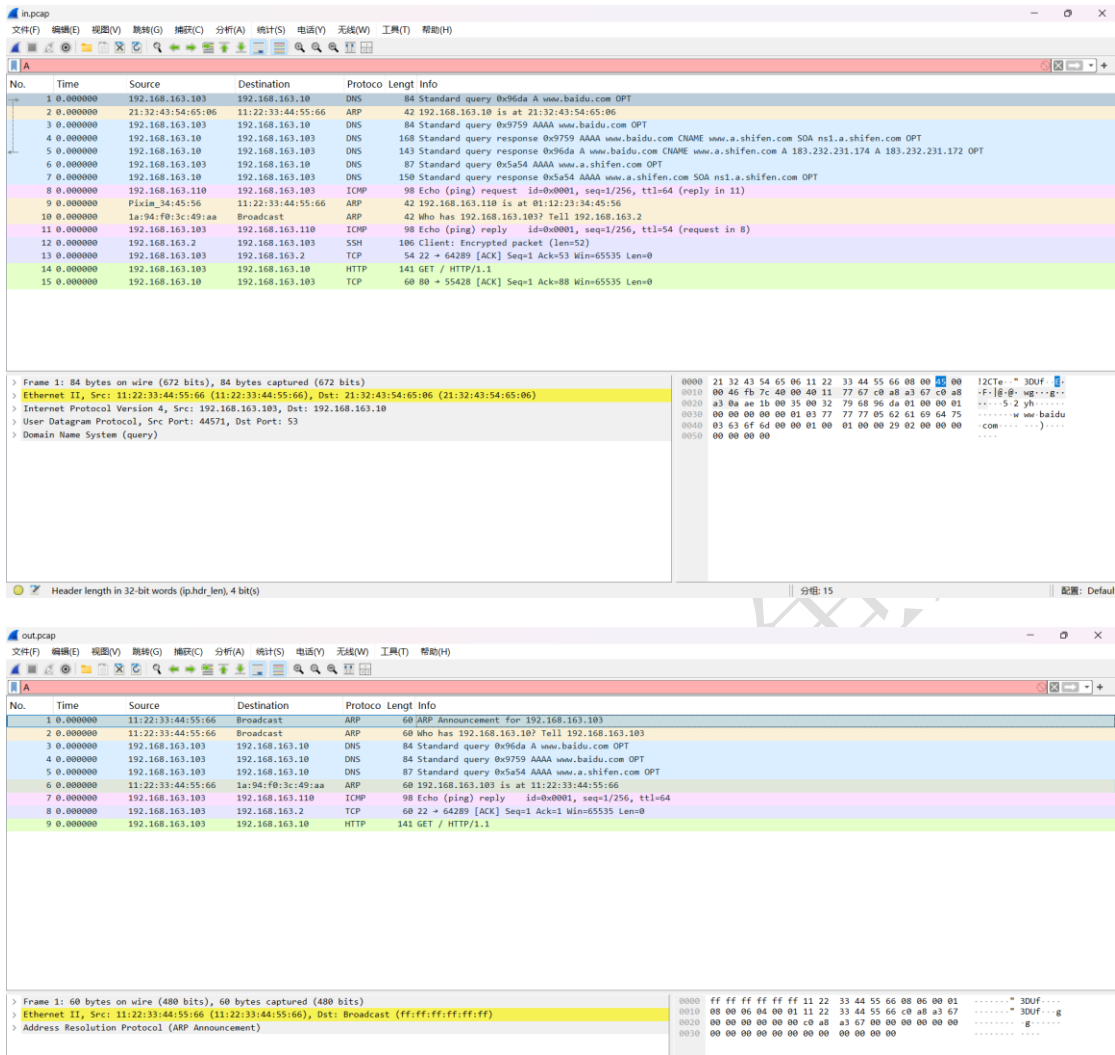 in.pcap
文件(F) 编辑(E) 视图(V) 跳转(G) 捕获(C) 分析(A) 统计(S) 电话(Y) 无线(W) 工具(T) 帮助(H)
A
No. Time Source Destination Protoco Lengt Info
1 0.000000 192.168.163.103 192.168.163.10 DNS 84 Standard query 0x96da A www.baidu.com OPT
2 0.000000 21:32:43:54:65:06 11:22:33:44:55:66 ARP 42 192.168.163.10 is at 21:32:43:54:65:06
3 0.000000 192.168.163.103 192.168.163.10 DNS 84 Standard query 0x9759 AAAA www.baidu.com OPT
4 0.000000 192.168.163.10 192.168.163.103 DNS 168 Standard query response 0x9759 AAAA www.baidu.com CNAME www.a.shifen.com SOA ns1.a.shifen.com OPT
5 0.000000 192.168.163.10 192.168.163.103 DNS 143 Standard query response 0x96da A www.baidu.com CNAME www.a.shifen.com A 183.232.231.174 A 183.232.231.172 OPT
6 0.000000 192.168.163.103 192.168.163.10 DNS 87 Standard query 0x5a54 AAAA www.a.shifen.com OPT
7 0.000000 192.168.163.10 192.168.163.103 DNS 150 Standard query response 0x5a54 AAAA www.a.shifen.com SOA ns1.a.shifen.com OPT
8 0.000000 192.168.163.110 192.168.163.103 ICMP 98 Echo (ping) request id=0x0001, seq=1/256, ttl=64 (reply in 11)
9 0.000000 Pixim_34:45:56 11:22:33:44:55:66 ARP 42 192.168.163.110 is at 01:12:23:34:45:56
10 0.000000 1a:94:f0:3c:49:aa Broadcast ARP 42 Who has 192.168.163.103? Tell 192.168.163.2
11 0.000000 192.168.163.103 192.168.163.110 ICMP 98 Echo (ping) reply id=0x0001, seq=1/256, ttl=54 (request in 8)
12 0.000000 192.168.163.2 192.168.163.103 SSH 106 Client: Encrypted packet (len=52)
13 0.000000 192.168.163.103 192.168.163.2 TCP 54 22 → 64289 [ACK] Seq=1 Ack=53 Win=65535 Len=0
14 0.000000 192.168.163.103 192.168.163.10 HTTP 141 GET / HTTP/1.1
15 0.000000 192.168.163.10 192.168.163.103 TCP 60 80 → 55428 [ACK] Seq=1 Ack=88 Win=65535 Len=0
> Frame 1: 84 bytes on wire (672 bits), 84 bytes captured (672 bits)
> Ethernet II, Src: 11:22:33:44:55:66 (11:22:33:44:55:66), Dst: 21:32:43:54:65:06 (21:32:43:54:65:06)
> Internet Protocol Version 4, Src: 192.168.163.103, Dst: 192.168.163.10
> User Datagram Protocol, Src Port: 44571, Dst Port: 53
> Domain Name System (query)
0000 21 32 43 54 65 06 11 22 33 44 55 66 08 00 45 00 !2CTe··" 3DUf··E·
0010 00 46 fb 7c 40 00 40 11 77 67 c0 a8 a3 67 c0 a8 ·F·|@·@· wg···g··
0020 a3 0a ae 1b 00 35 00 32 79 68 96 da 01 00 00 01 ·····5·2 yh······
0030 00 00 00 00 00 01 03 77 77 77 05 62 61 69 64 75 ·······w ww·baidu
0040 03 63 6f 6d 00 00 01 00 01 00 00 29 02 00 00 00 ·com···· ···)····
0050 00 00 00 00 ····
Header length in 32-bit words (ip.hdr_len), 4 bit(s) 分组: 15 配置: Defaul
out.pcap
文件(F) 编辑(E) 视图(V) 跳转(G) 捕获(C) 分析(A) 统计(S) 电话(Y) 无线(W) 工具(T) 帮助(H)
A
No. Time Source Destination Protoco Lengt Info
1 0.000000 11:22:33:44:55:66 Broadcast ARP 60 ARP Announcement for 192.168.163.103
2 0.000000 11:22:33:44:55:66 Broadcast ARP 60 Who has 192.168.163.10? Tell 192.168.163.103
3 0.000000 192.168.163.103 192.168.163.10 DNS 84 Standard query 0x96da A www.baidu.com OPT
4 0.000000 192.168.163.103 192.168.163.10 DNS 84 Standard query 0x9759 AAAA www.baidu.com OPT
5 0.000000 192.168.163.103 192.168.163.10 DNS 87 Standard query 0x5a54 AAAA www.a.shifen.com OPT
6 0.000000 11:22:33:44:55:66 1a:94:f0:3c:49:aa ARP 60 192.168.163.103 is at 11:22:33:44:55:66
7 0.000000 192.168.163.103 192.168.163.110 ICMP 98 Echo (ping) reply id=0x0001, seq=1/256, ttl=64
8 0.000000 192.168.163.103 192.168.163.2 TCP 60 22 → 64289 [ACK] Seq=1 Ack=1 Win=65535 Len=0
9 0.000000 192.168.163.103 192.168.163.10 HTTP 141 GET / HTTP/1.1
> Frame 1: 60 bytes on wire (480 bits), 60 bytes captured (480 bits)
> Ethernet II, Src: 11:22:33:44:55:66 (11:22:33:44:55:66), Dst: Broadcast (ff:ff:ff:ff:ff:ff)
> Address Resolution Protocol (ARP Announcement)
0000 ff ff ff ff ff ff 11 22 33 44 55 66 08 06 00 01 ·······" 3DUf····
0010 08 00 06 04 00 01 11 22 33 44 55 66 c0 a8 a3 67 ·······" 3DUf···g
0020 00 00 00 00 00 00 c0 a8 a3 67 00 00 00 00 00 00 ········ ·g······
0030 00 00 00 00 00 00 00 00 00 00 00 00 ········ ····